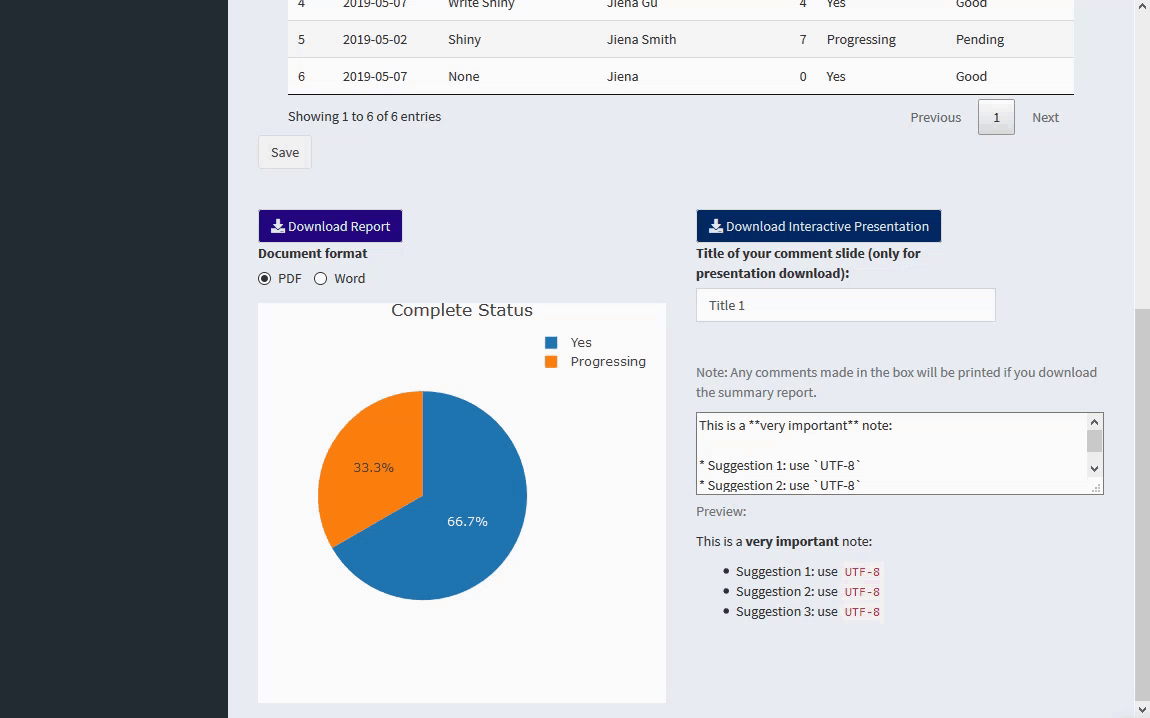 4 2019-05-07 Write Shiny Jiena Gu 4 Yes Good
5 2019-05-02 Shiny Jiena Smith 7 Progressing Pending
6 2019-05-07 None Jiena 0 Yes Good
Showing 1 to 6 of 6 entries
Previous 1 Next
Save
Download Report
Document format
PDF Word
Complete Status
Yes
Progressing
33.3%
66.7%
Download Interactive Presentation
Title of your comment slide (only for
presentation download):
Title 1
Note: Any comments made in the box will be printed if you download
the summary report.
This is a **very important** note:
* Suggestion 1: use `UTF-8`
* Suggestion 2: use `UTF-8`
Preview:
This is a very important note:
• Suggestion 1: use UTF-8
• Suggestion 2: use UTF-8
• Suggestion 3: use UTF-8